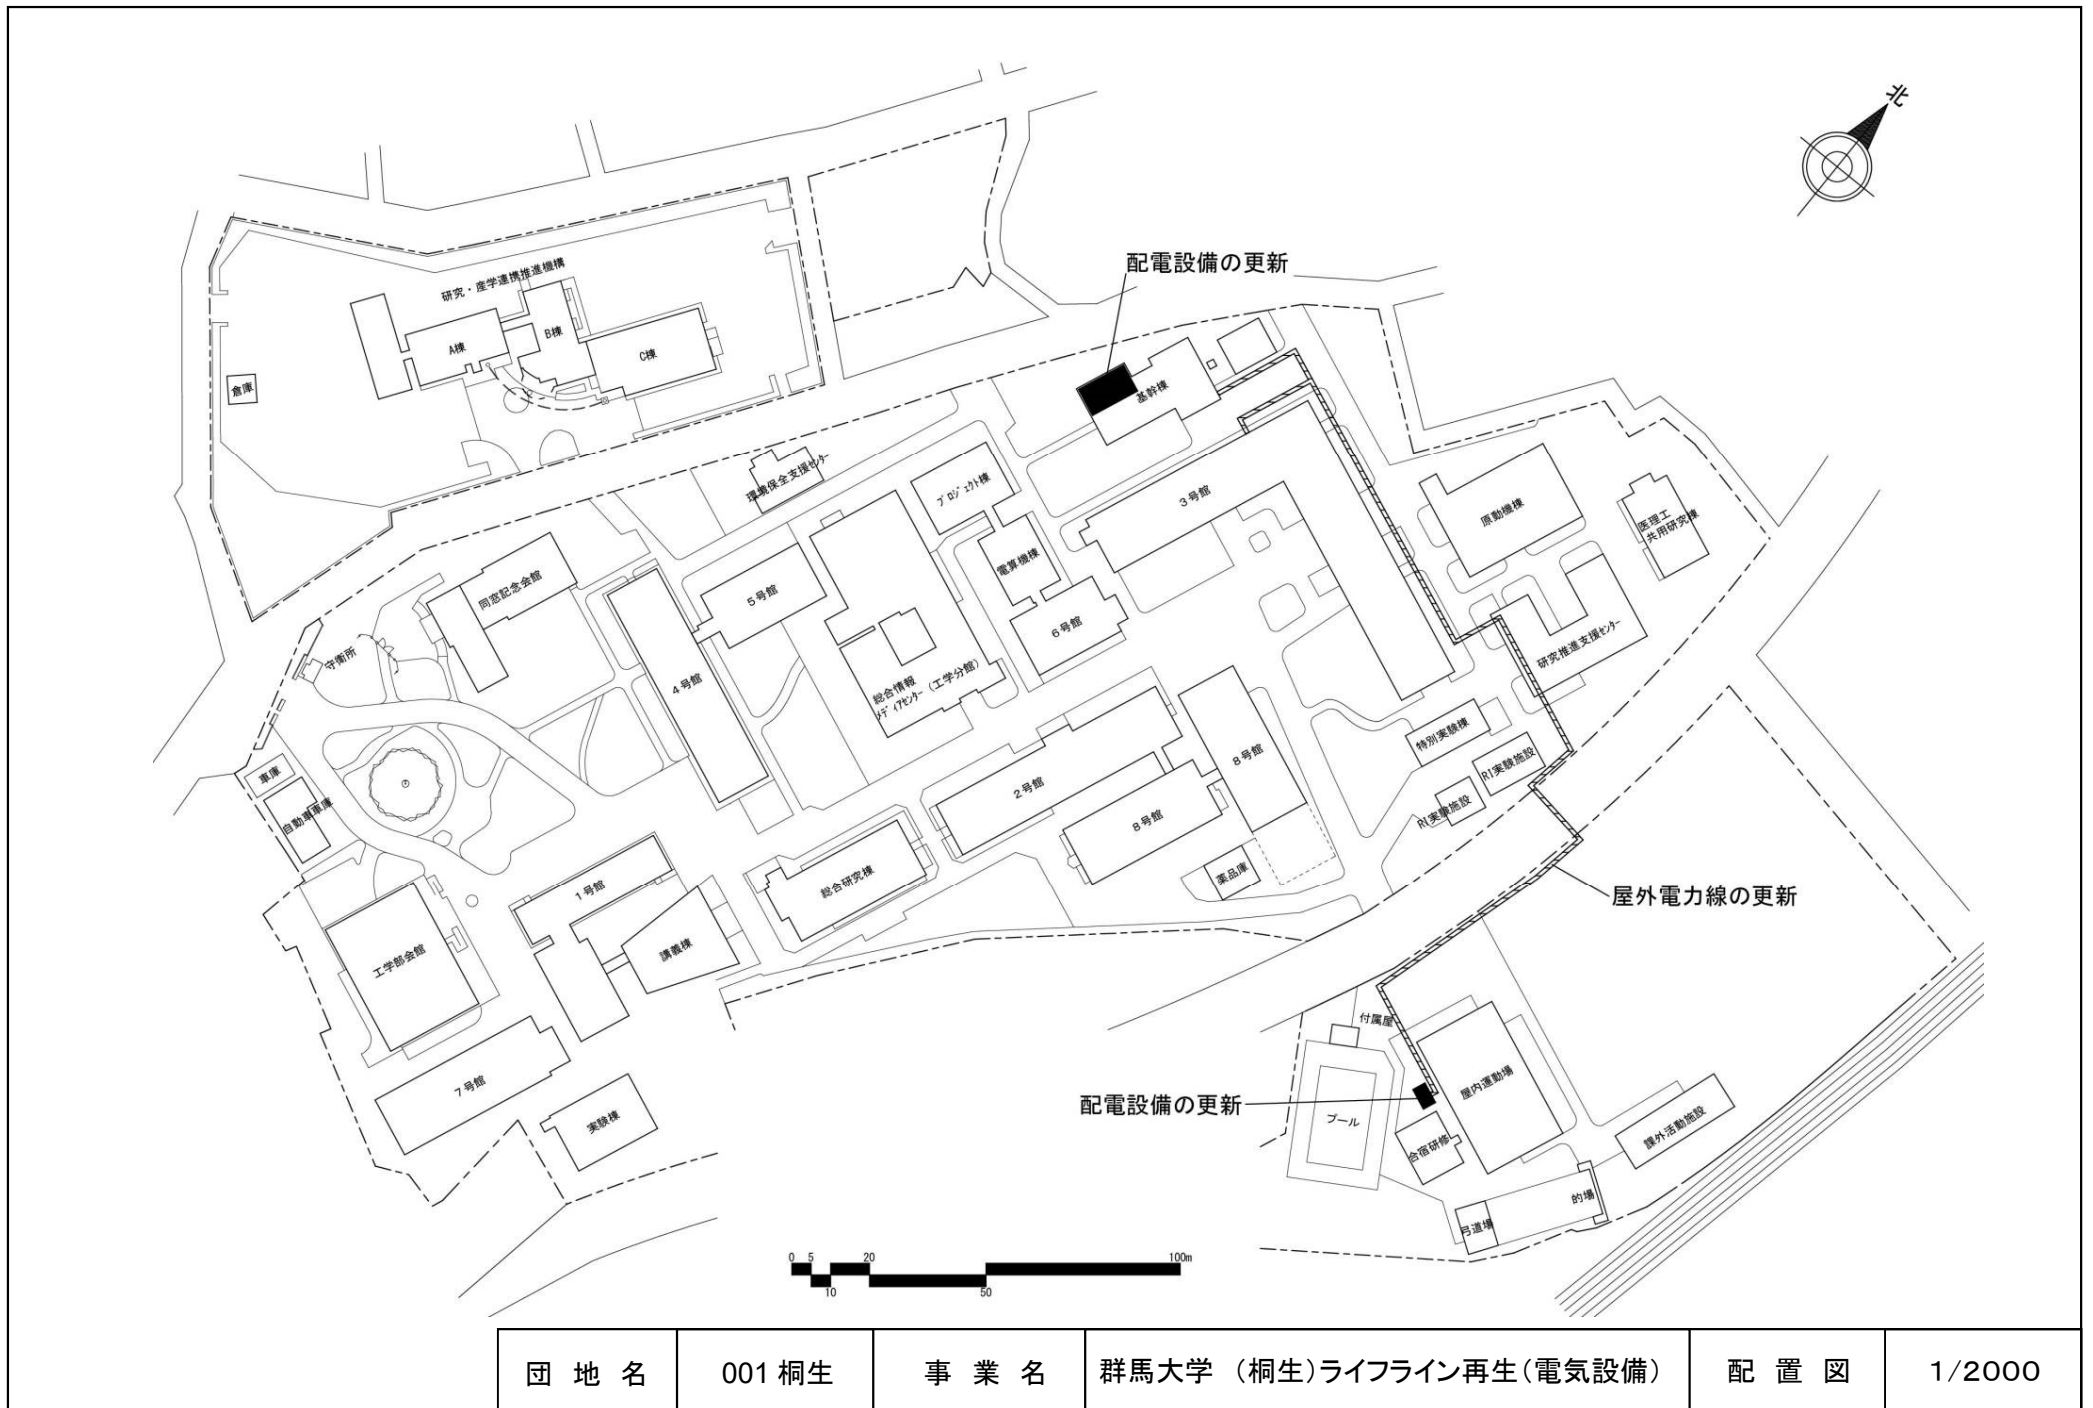 北
配電設備の更新
研究・産学連携推進機構
A棟
B棟
C棟
倉庫
基幹棟
環境保全支援センター
プロジェクト棟
3号館
原動機棟
医理工
共用研究棟
電算機棟
同窓記念会館
5号館
6号館
守衛所
4号館
総合情報
メディアセンター(工学分館)
研究推進支援センター
特別実験棟
RI実験施設
RI実験施設
車庫
自動車車庫
2号館
8号館
8号館
薬品庫
総合研究棟
1号館
講義棟
工学部会館
屋外電力線の更新
7号館
実験棟
付属屋
プール
配電設備の更新
屋内運動場
合宿研修
課外活動施設
的場
弓道場
0 5 20 100m
10 50
団地名 001 桐生 事業名 群馬大学 (桐生)ライフライン再生(電気設備) 配置図 1/2000